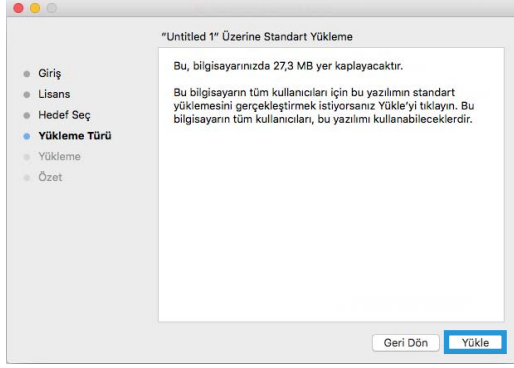 "Untitled 1" Üzerine Standart Yükleme
Giriş
Lisans
Hedef Seç
Yükleme Türü
Yükleme
Özet
Bu, bilgisayarınızda 27,3 MB yer kaplayacaktır.
Bu bilgisayarın tüm kullanıcıları için bu yazılımın standart
yüklemesini gerçekleştirmek istiyorsanız Yükle'yi tıklayın. Bu
bilgisayarın tüm kullanıcıları, bu yazılımı kullanabileceklerdir.
Geri Dön
Yükle